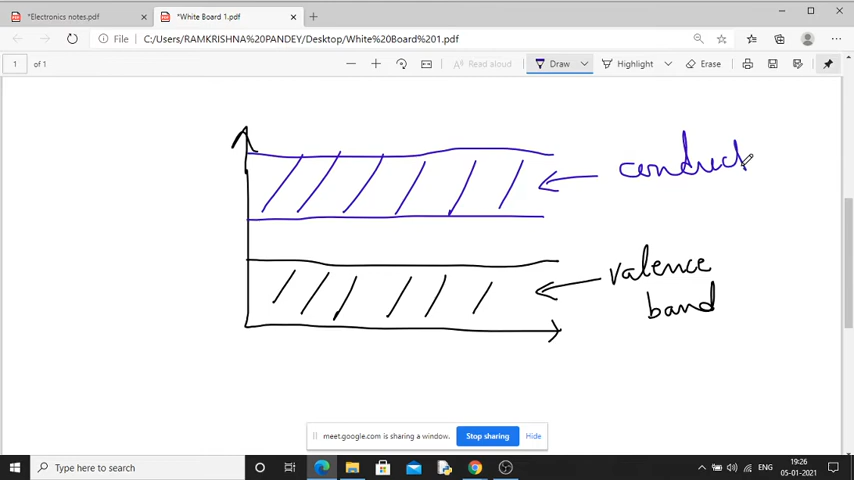 *Electronics notes.pdf
*White Board 1.pdf
File
C:/Users/RAMKRISHNA%20PANDEY/Desktop/White%20Board%201.pdf
1 of 1
Read aloud
Draw
Highlight
Erase
conduct
valence
band
meet.google.com is sharing a window.
Stop sharing
Hide
Type here to search
ENG
19:26
05-01-2021